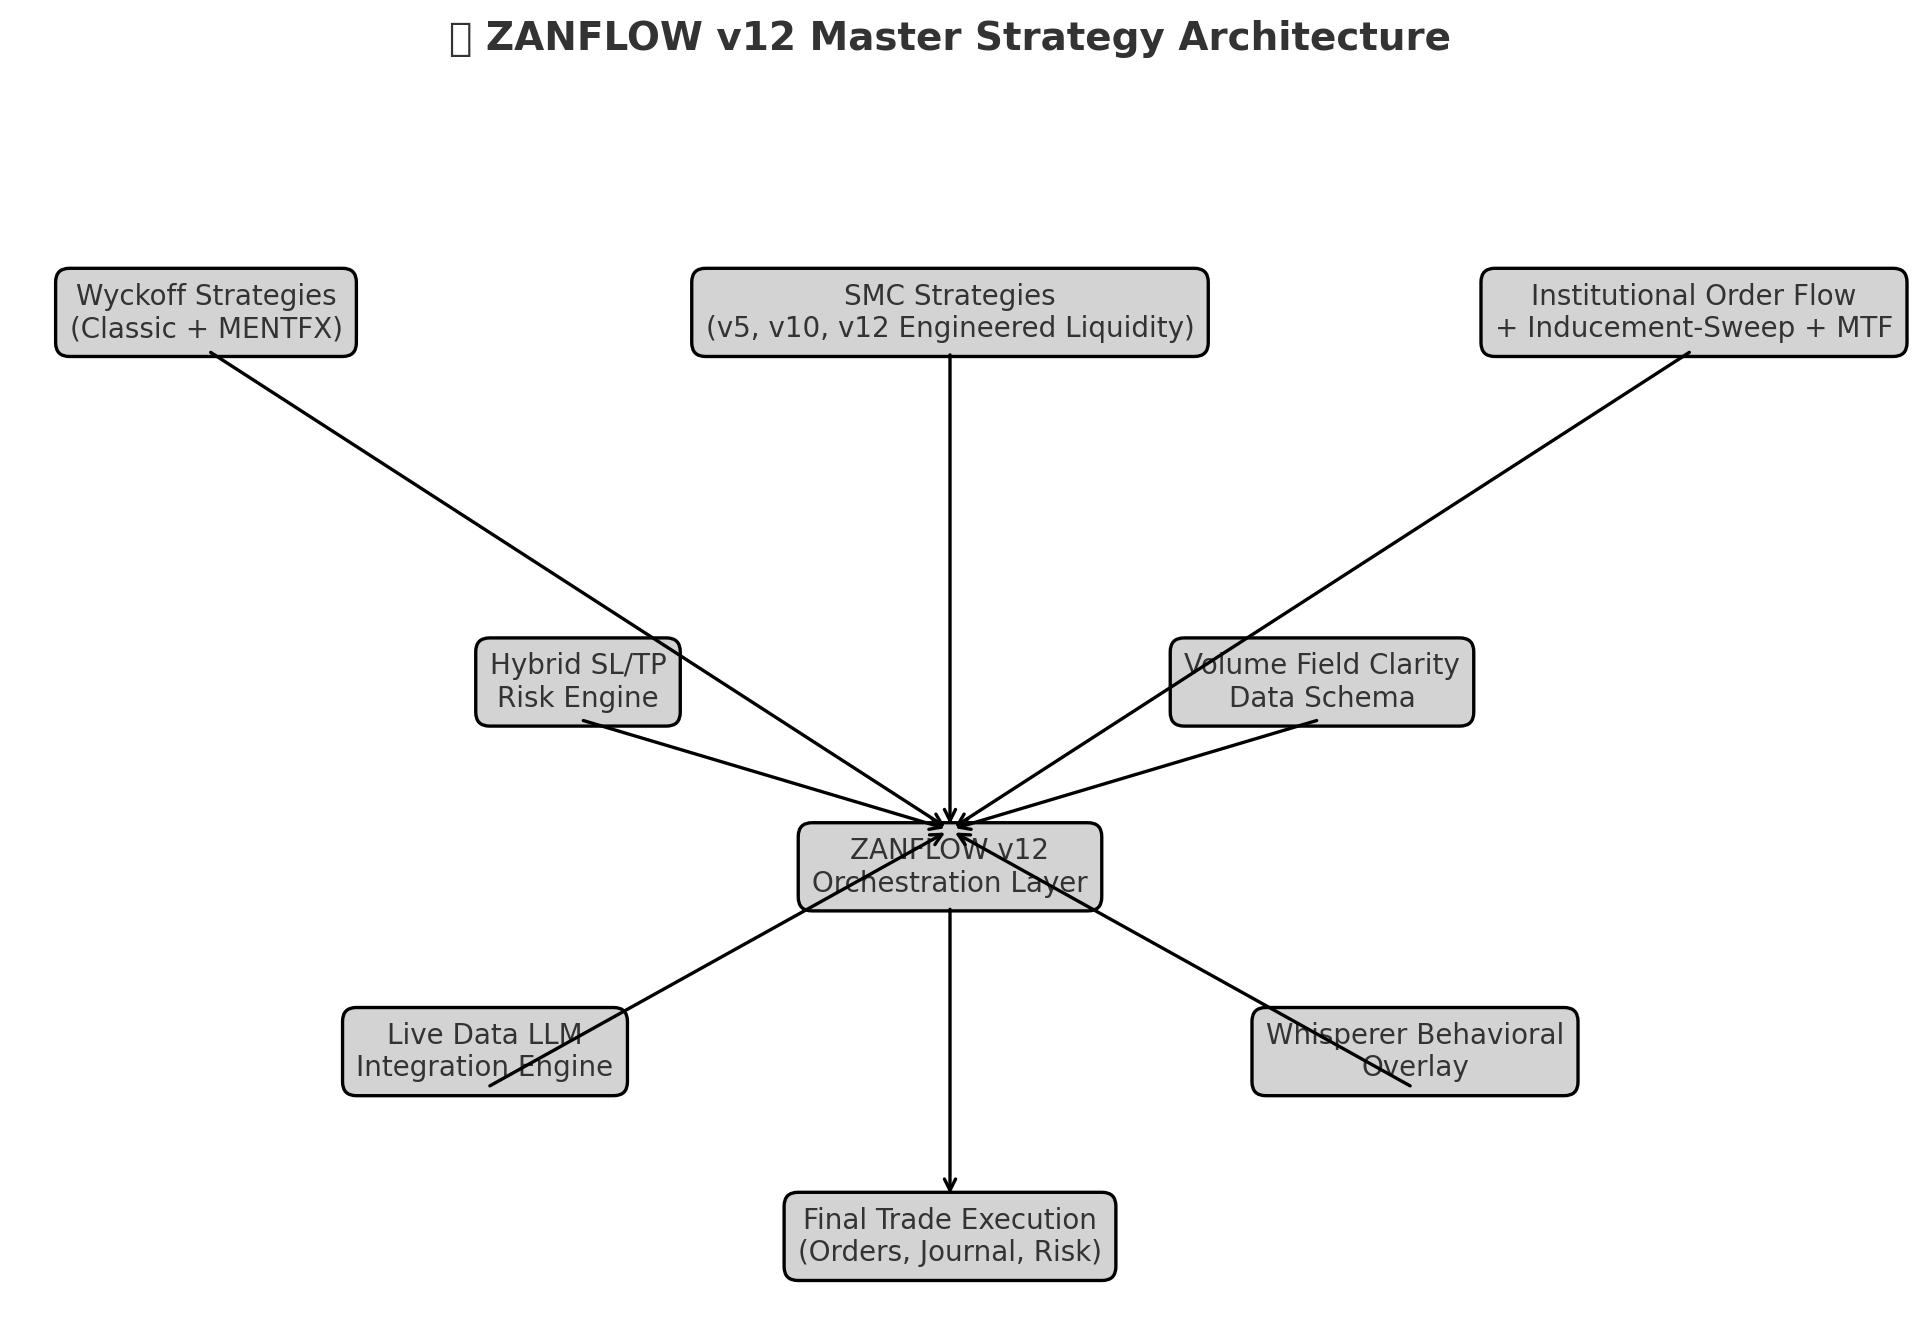 ZANFLOW v12 Master Strategy Architecture
Wyckoff Strategies
(Classic + MENTFX)
SMC Strategies
(v5, v10, v12 Engineered Liquidity)
Institutional Order Flow
+ Inducement-Sweep + MTF
Hybrid SL/TP
Risk Engine
Volume Field Clarity
Data Schema
ZANFLOW v12
Orchestration Layer
Live Data LLM
Integration Engine
Whisperer Behavioral
Overlay
Final Trade Execution
(Orders, Journal, Risk)